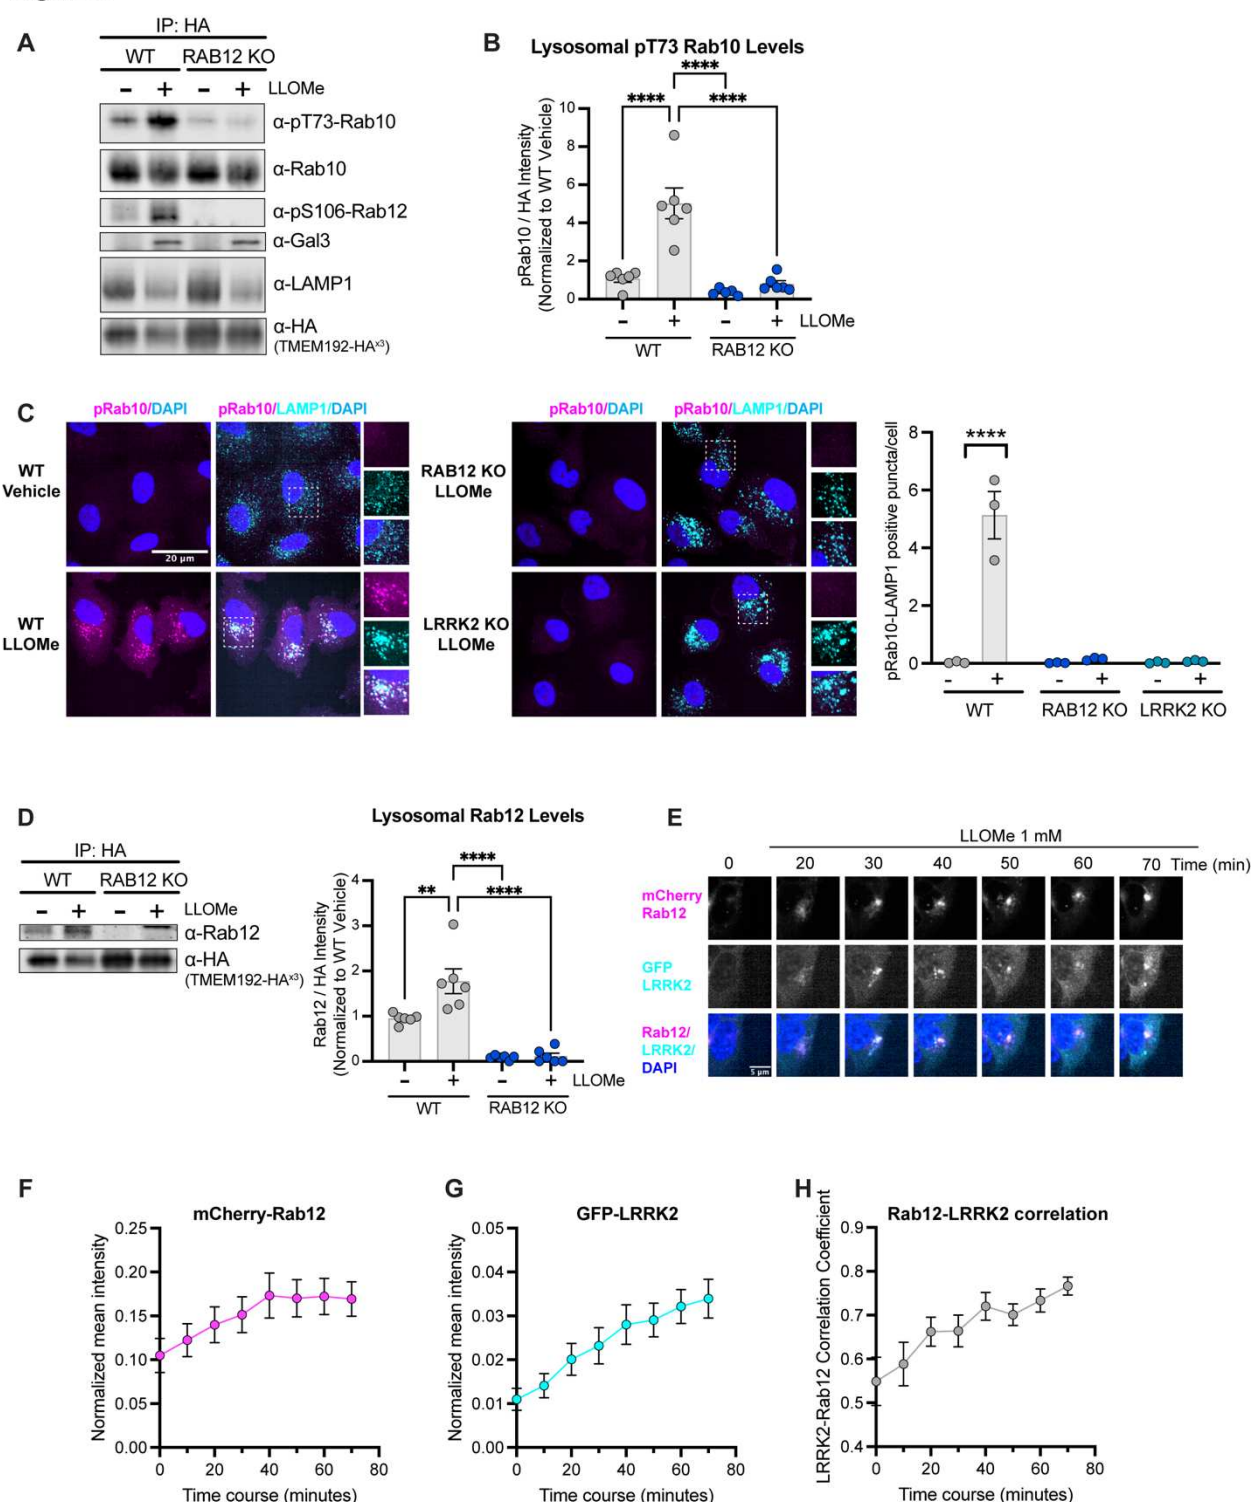 A
IP: HA
WT RAB12 KO
− + − + LLOMe
α-pT73-Rab10
α-Rab10
α-pS106-Rab12
α-Gal3
α-LAMP1
α-HA
(TMEM192-HAx3)
B
Lysosomal pT73 Rab10 Levels
****
**** ****
pRab10 / HA Intensity
(Normalized to WT Vehicle)
10
8
6
4
2
0
− + − + LLOMe
WT RAB12 KO
C
pRab10/DAPI pRab10/LAMP1/DAPI
WT
Vehicle
20 µm
WT
LLOMe
pRab10/DAPI pRab10/LAMP1/DAPI
RAB12 KO
LLOMe
LRRK2 KO
LLOMe
pRab10-LAMP1 positive puncta/cell
8
6
4
2
0
****
− + − + − +
WT RAB12 KO LRRK2 KO
D
IP: HA
WT RAB12 KO
− + − + LLOMe
α-Rab12
α-HA
(TMEM192-HAx3)
Lysosomal Rab12 Levels
****
** ****
Rab12 / HA Intensity
(Normalized to WT Vehicle)
4
3
2
1
0
− + − + LLOMe
WT RAB12 KO
E
LLOMe 1 mM
0 20 30 40 50 60 70 Time (min)
mCherry
Rab12
GFP
LRRK2
Rab12/
LRRK2/
DAPI
5 µm
F
mCherry-Rab12
Normalized mean intensity
0.25
0.20
0.15
0.10
0.05
0.00
0 20 40 60 80
Time course (minutes)
G
GFP-LRRK2
Normalized mean intensity
0.05
0.04
0.03
0.02
0.01
0.00
0 20 40 60 80
Time course (minutes)
H
Rab12-LRRK2 correlation
LRRK2-Rab12 Correlation Coefficient
0.9
0.8
0.7
0.6
0.5
0.4
0 20 40 60 80
Time course (minutes)